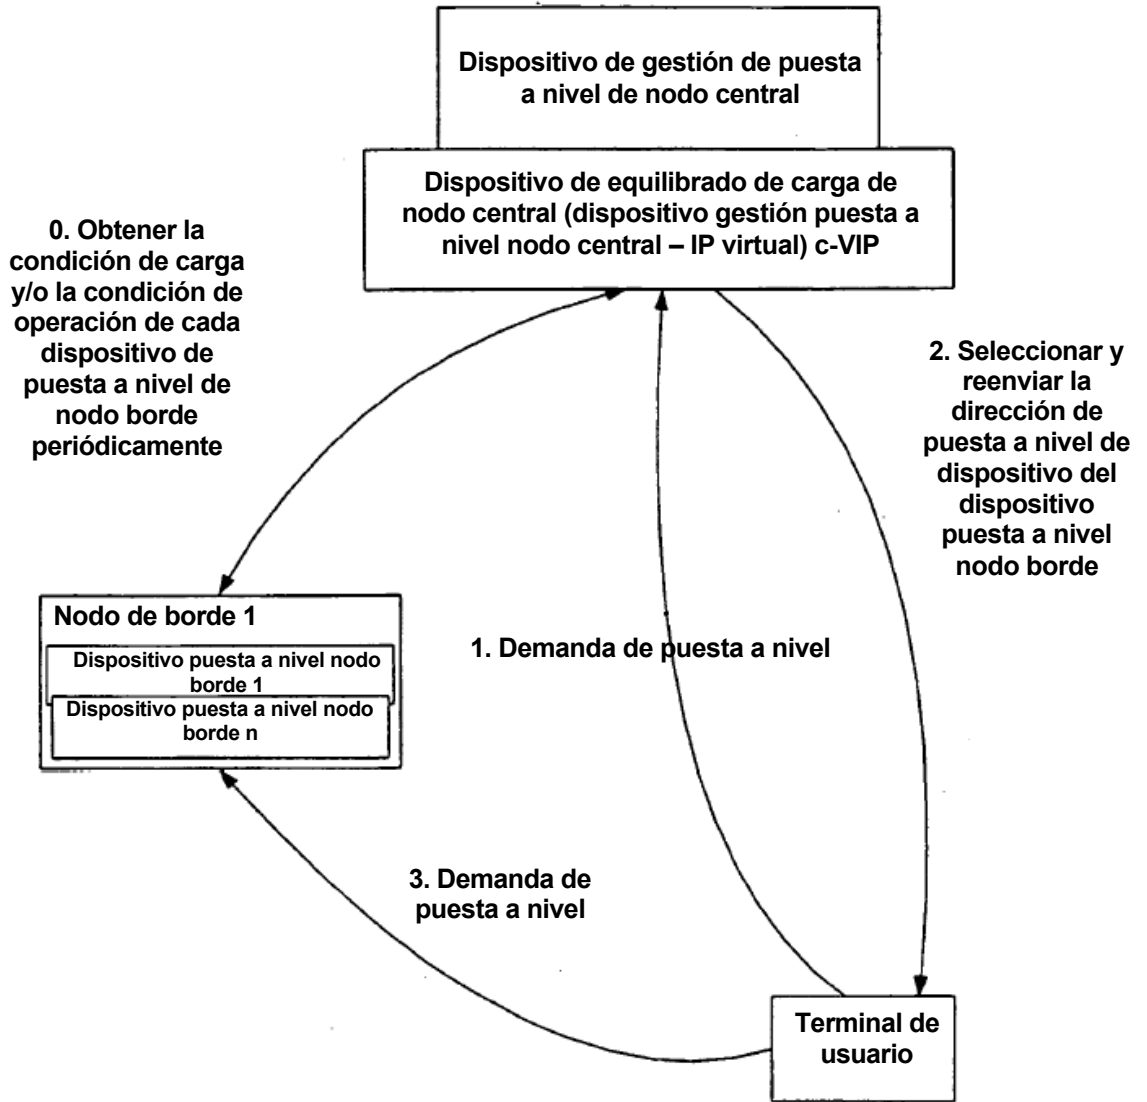 Dispositivo de gestión de puesta
a nivel de nodo central
Dispositivo de equilibrado de carga de
nodo central (dispositivo gestión puesta a
nivel nodo central – IP virtual) c-VIP
0. Obtener la
condición de carga
y/o la condición de
operación de cada
dispositivo de
puesta a nivel de
nodo borde
periódicamente
2. Seleccionar y
reenviar la
dirección de
puesta a nivel de
dispositivo del
dispositivo
puesta a nivel
nodo borde
Nodo de borde 1
Dispositivo puesta a nivel nodo
borde 1
Dispositivo puesta a nivel nodo
borde n
1. Demanda de puesta a nivel
3. Demanda de
puesta a nivel
Terminal de
usuario